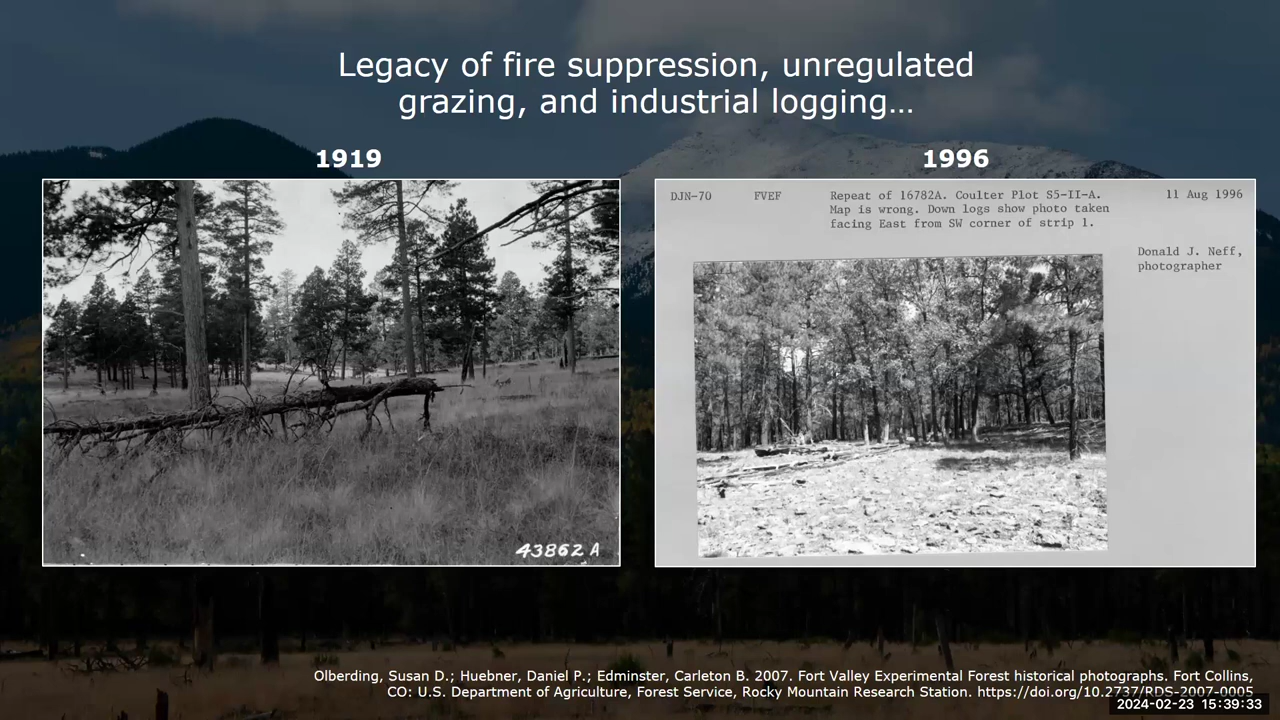 Legacy of fire suppression, unregulated
grazing, and industrial logging…
1919
1996
43862 A
DJN-70 FVEF Repeat of 16782A. Coulter Plot S5-II-A. 11 Aug 1996
Map is wrong. Down logs show photo taken
facing East from SW corner of strip 1.
Donald J. Neff,
photographer
Olberding, Susan D.; Huebner, Daniel P.; Edminster, Carleton B. 2007. Fort Valley Experimental Forest historical photographs. Fort Collins,
CO: U.S. Department of Agriculture, Forest Service, Rocky Mountain Research Station. https://doi.org/10.2737/RDS-2007-0005
2024-02-23 15:39:33